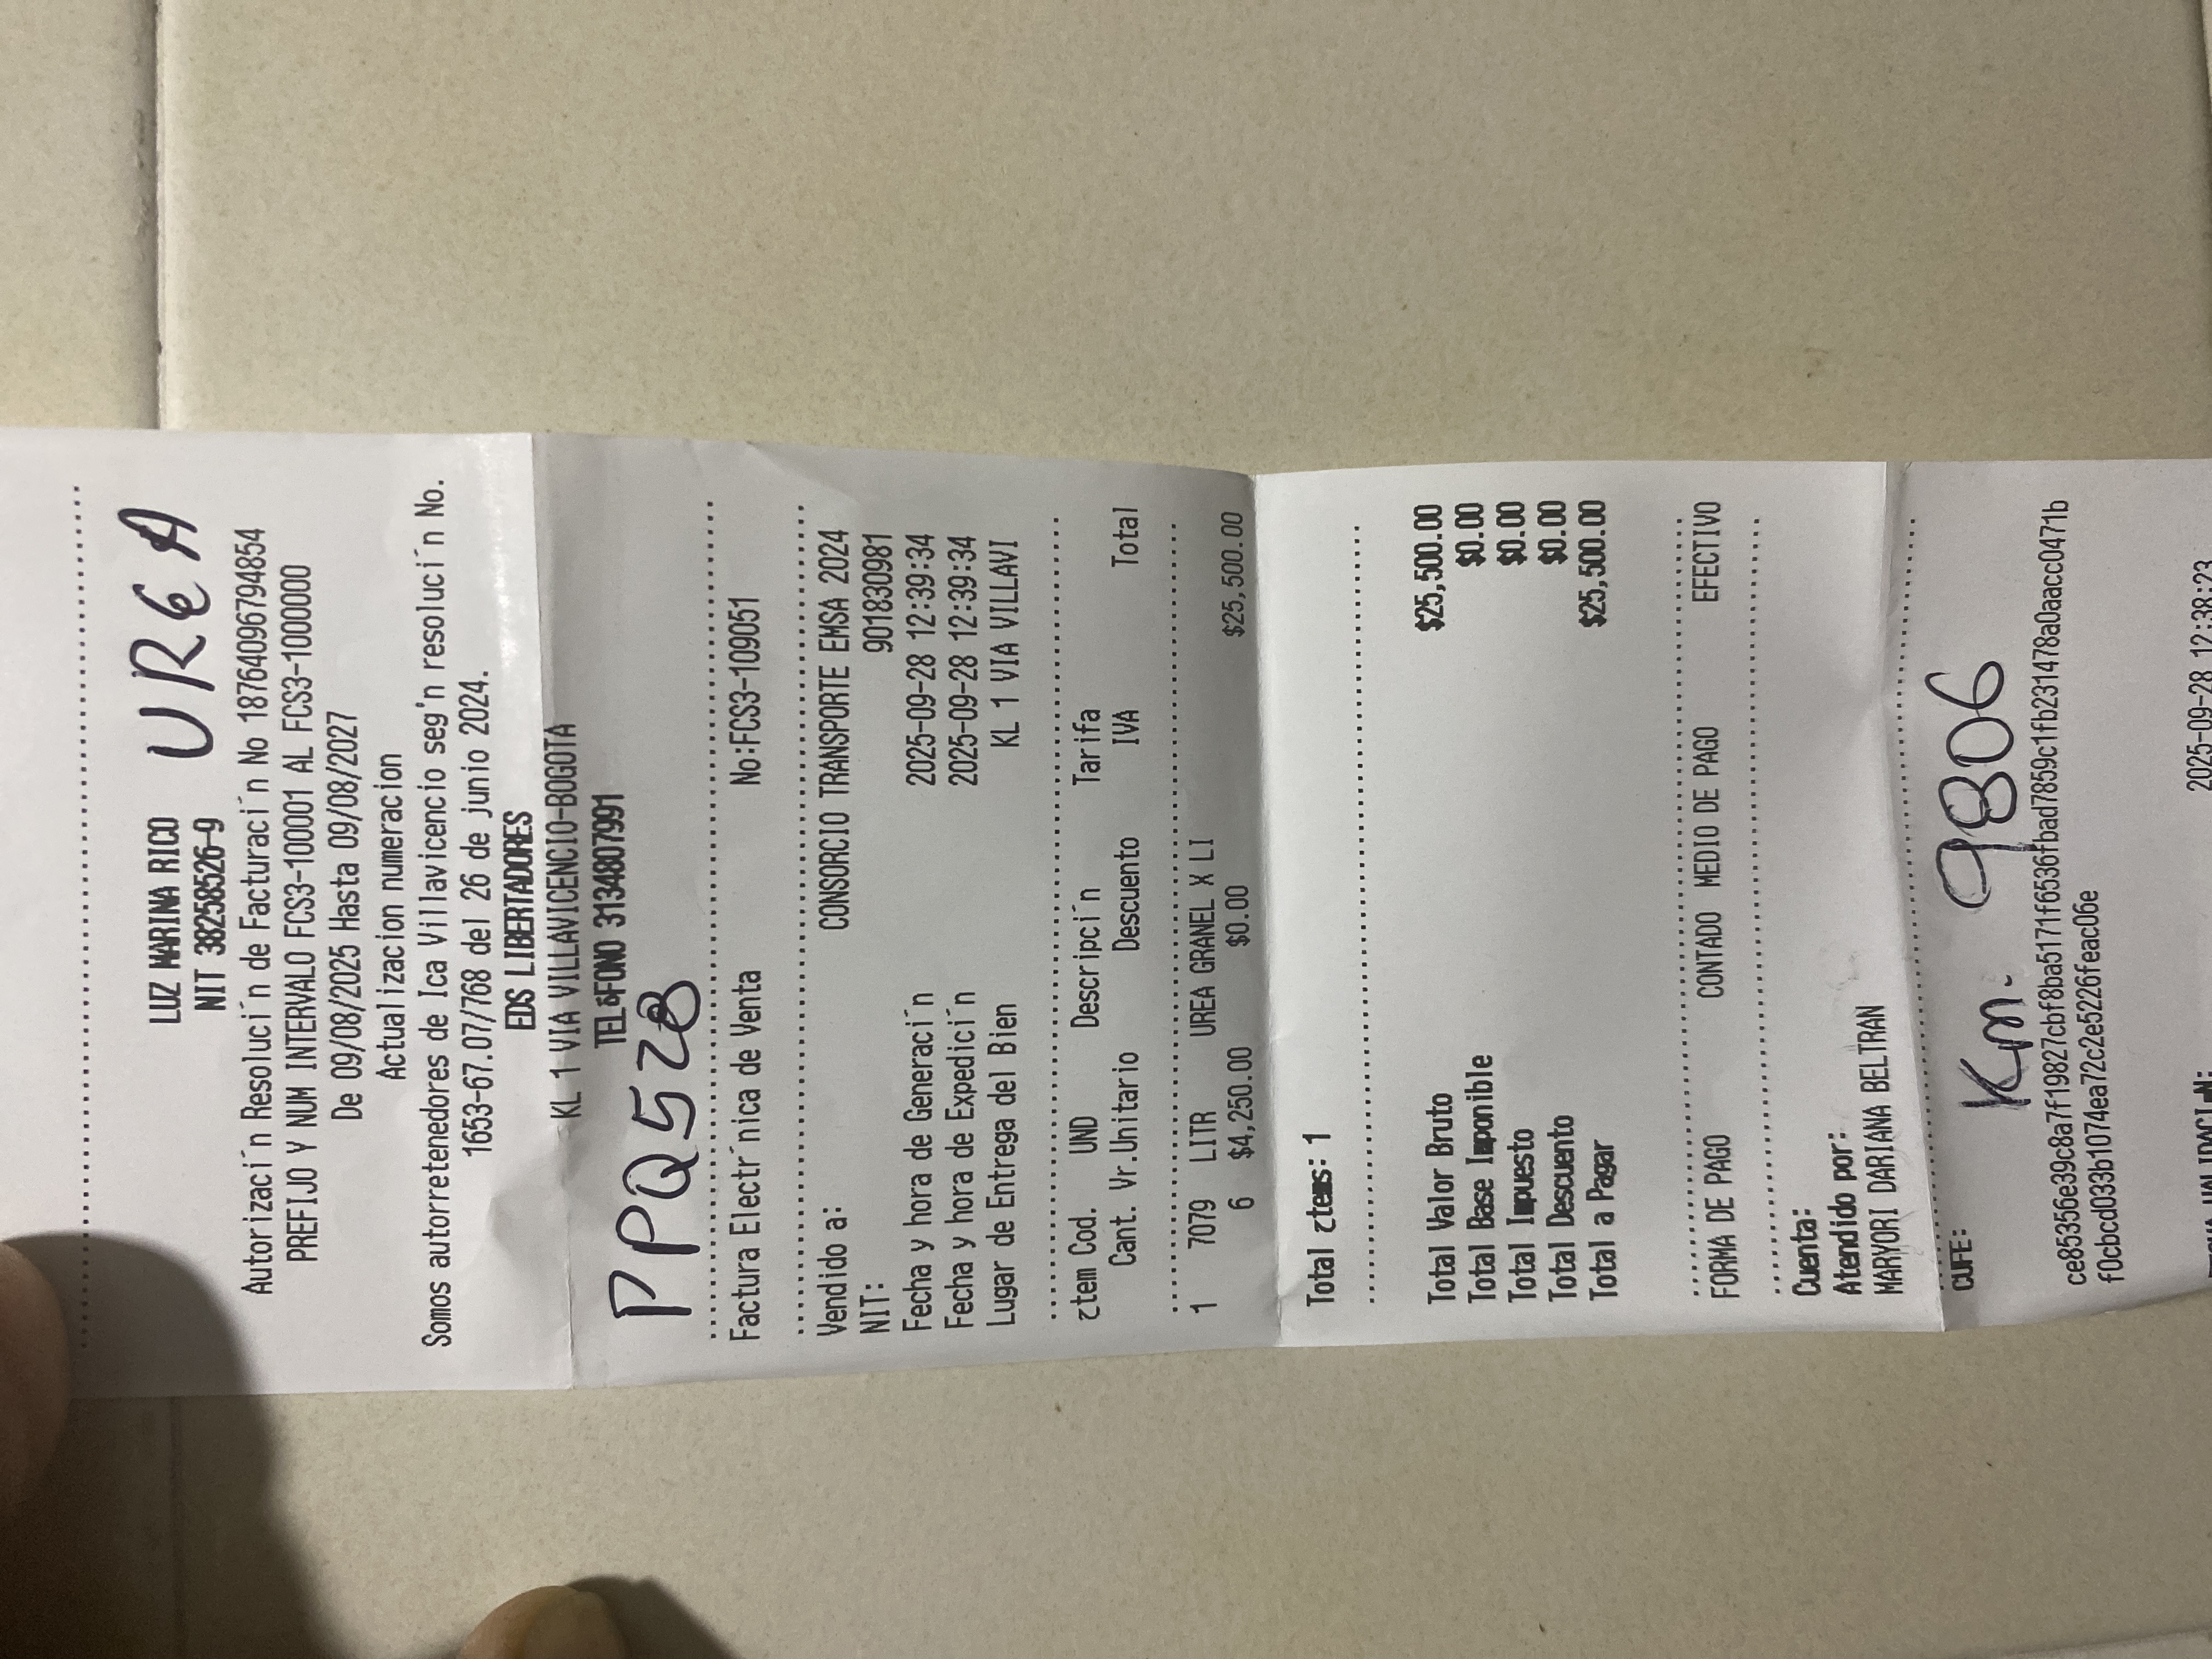 UREA
LUZ MARINA RICO
NIT 38258526-9
Autorizaci´n Resoluci´n de Facturaci´n No 18764096794854
PREFIJO Y NUM INTERVALO FCS3-100001 AL FCS3-1000000
De 09/08/2025 Hasta 09/08/2027
Actualizacion numeracion
Somos autorretenedores de Ica Villavicencio seg'n resoluci´n No.
1653-67.07/768 del 26 de junio 2024.
EDS LIBERTADORES
KL 1 VIA VILLAVICENCIO-BOGOTA
TELéFONO 3134807991
PPQ528
Factura Electr´nica de Venta No:FCS3-109051
Vendido a: CONSORCIO TRANSPORTE EMSA 2024
NIT: 901830981
Fecha y hora de Generaci´n 2025-09-28 12:39:34
Fecha y hora de Expedici´n 2025-09-28 12:39:34
Lugar de Entrega del Bien KL 1 VIA VILLAVI
ztem Cod. UND Descripci´n Tarifa
Cant. Vr.Unitario Descuento IVA Total
1 7079 LITR UREA GRANEL X LI
6 $4,250.00 $0.00 $25,500.00
Total ztems: 1
Total Valor Bruto $25,500.00
Total Base Imponible $0.00
Total Impuesto $0.00
Total Descuento $0.00
Total a Pagar $25,500.00
FORMA DE PAGO CONTADO MEDIO DE PAGO EFECTIVO
Cuenta:
Atendido por:
MARYORI DARIANA BELTRAN
CUFE:
Km. 9806
ce85356e39c8a7f19827cbf8ba5171f6536fbad7859c1fb231478a0aacc0471b
f0cbcd033b1074ea72c2e5226feac06e
2025-09-28 12:38:23